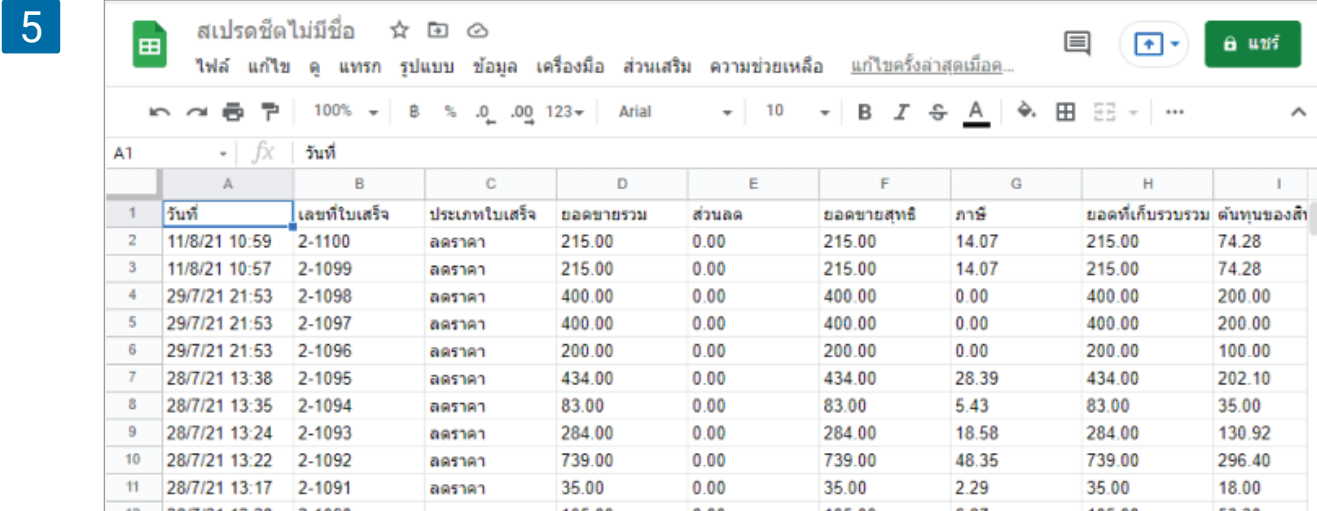 5
สเปรดชีตไม่มีชื่อ
ไฟล์ แก้ไข ดู แทรก รูปแบบ ข้อมูล เครื่องมือ ส่วนเสริม ความช่วยเหลือ แก้ไขครั้งล่าสุดเมื่อค... แชร์
100% B % .0 .00 123 Arial 10 B I S A ...
A1 fx วันที่
A B C D E F G H I
1 วันที่ เลขที่ใบเสร็จ ประเภทใบเสร็จ ยอดขายรวม ส่วนลด ยอดขายสุทธิ ภาษี ยอดที่เก็บรวบรวม ต้นทุนของสิ
2 11/8/21 10:59 2-1100 ลดราคา 215.00 0.00 215.00 14.07 215.00 74.28
3 11/8/21 10:57 2-1099 ลดราคา 215.00 0.00 215.00 14.07 215.00 74.28
4 29/7/21 21:53 2-1098 ลดราคา 400.00 0.00 400.00 0.00 400.00 200.00
5 29/7/21 21:53 2-1097 ลดราคา 400.00 0.00 400.00 0.00 400.00 200.00
6 29/7/21 21:53 2-1096 ลดราคา 200.00 0.00 200.00 0.00 200.00 100.00
7 28/7/21 13:38 2-1095 ลดราคา 434.00 0.00 434.00 28.39 434.00 202.10
8 28/7/21 13:35 2-1094 ลดราคา 83.00 0.00 83.00 5.43 83.00 35.00
9 28/7/21 13:24 2-1093 ลดราคา 284.00 0.00 284.00 18.58 284.00 130.92
10 28/7/21 13:22 2-1092 ลดราคา 739.00 0.00 739.00 48.35 739.00 296.40
11 28/7/21 13:17 2-1091 ลดราคา 35.00 0.00 35.00 2.29 35.00 18.00